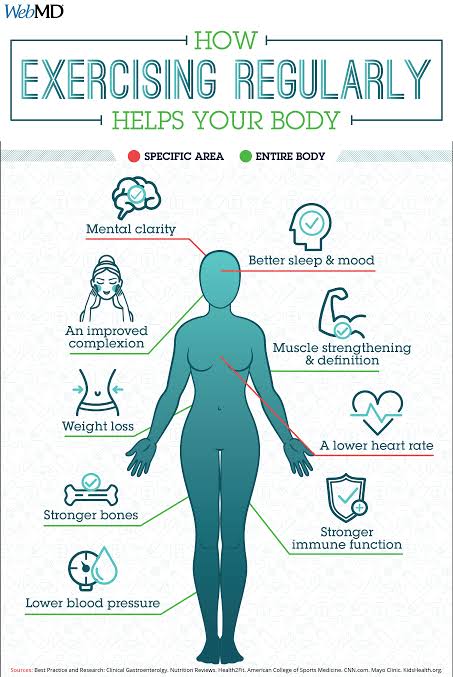 WebMD
HOW
EXERCISING REGULARLY
HELPS YOUR BODY
SPECIFIC AREA
ENTIRE BODY
Mental clarity
Better sleep & mood
An improved
complexion
Muscle strengthening
& definition
Weight loss
A lower heart rate
Stronger bones
Stronger
immune function
Lower blood pressure
Sources: Best Practice and Research: Clinical Gastroenterolgy. Nutrition Reviews. Health2Fit. American College of Sports Medicine. CNN.com. Mayo Clinic. KidsHealth.org.